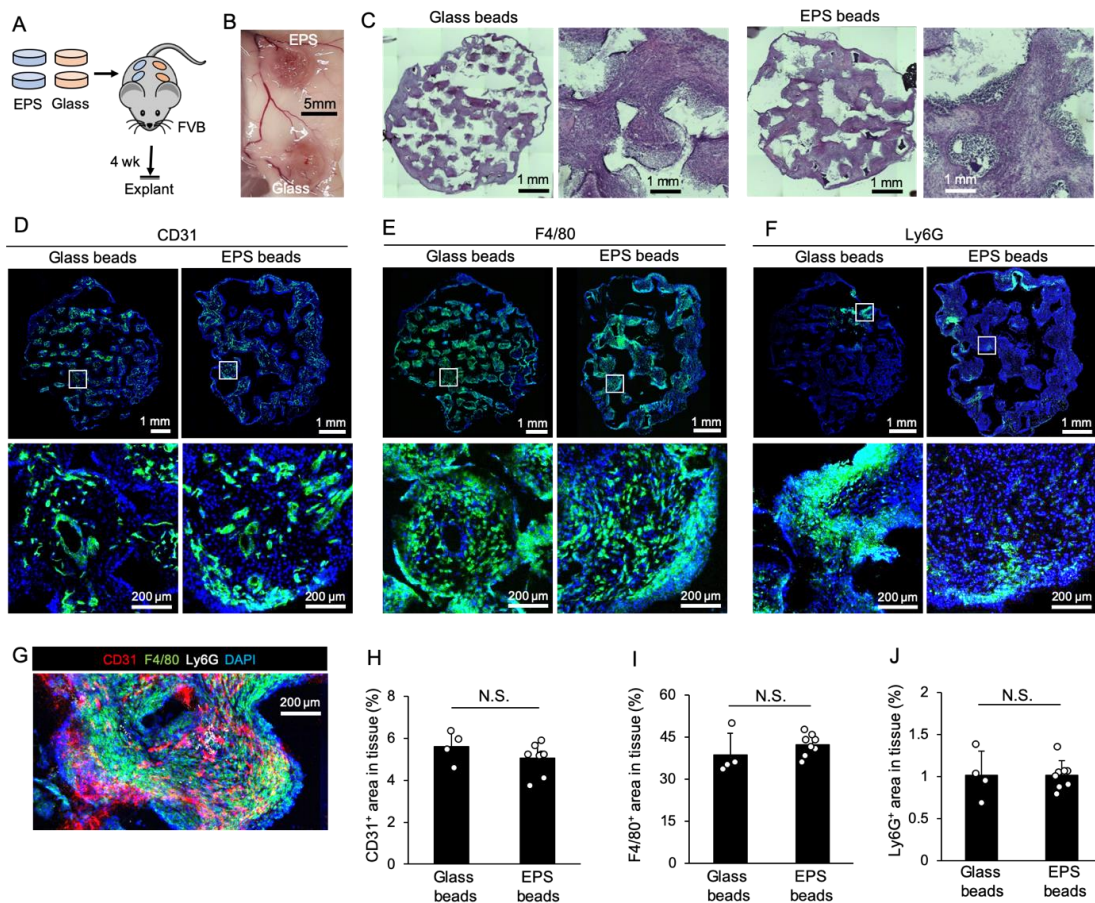 A
EPS Glass
FVB
4 wk
Explant
B
EPS
5mm
Glass
C
Glass beads
EPS beads
1 mm
1 mm
1 mm
1 mm
D
CD31
Glass beads EPS beads
1 mm
1 mm
200 µm
200 µm
E
F4/80
Glass beads EPS beads
1 mm
1 mm
200 µm
200 µm
F
Ly6G
Glass beads EPS beads
1 mm
1 mm
200 µm
200 µm
G
CD31 F4/80 Ly6G DAPI
200 µm
H
CD31⁺ area in tissue (%)
8
6
4
2
0
N.S.
Glass beads
EPS beads
I
F4/80⁺ area in tissue (%)
60
45
30
15
0
N.S.
Glass beads
EPS beads
J
Ly6G⁺ area in tissue (%)
2
1.5
1
0.5
0
N.S.
Glass beads
EPS beads